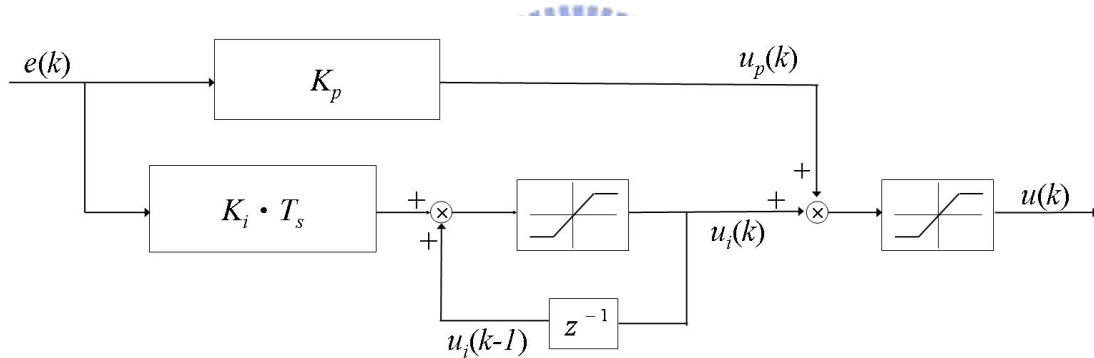 e(k)
K_p
u_p(k)
+
K_i · T_s
+
+
+
u_i(k)
u(k)
z^{-1}
u_i(k-1)